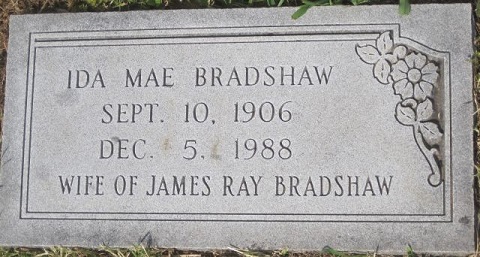 IDA MAE BRADSHAW
SEPT. 10, 1906
DEC. 5, 1988
WIFE OF JAMES RAY BRADSHAW